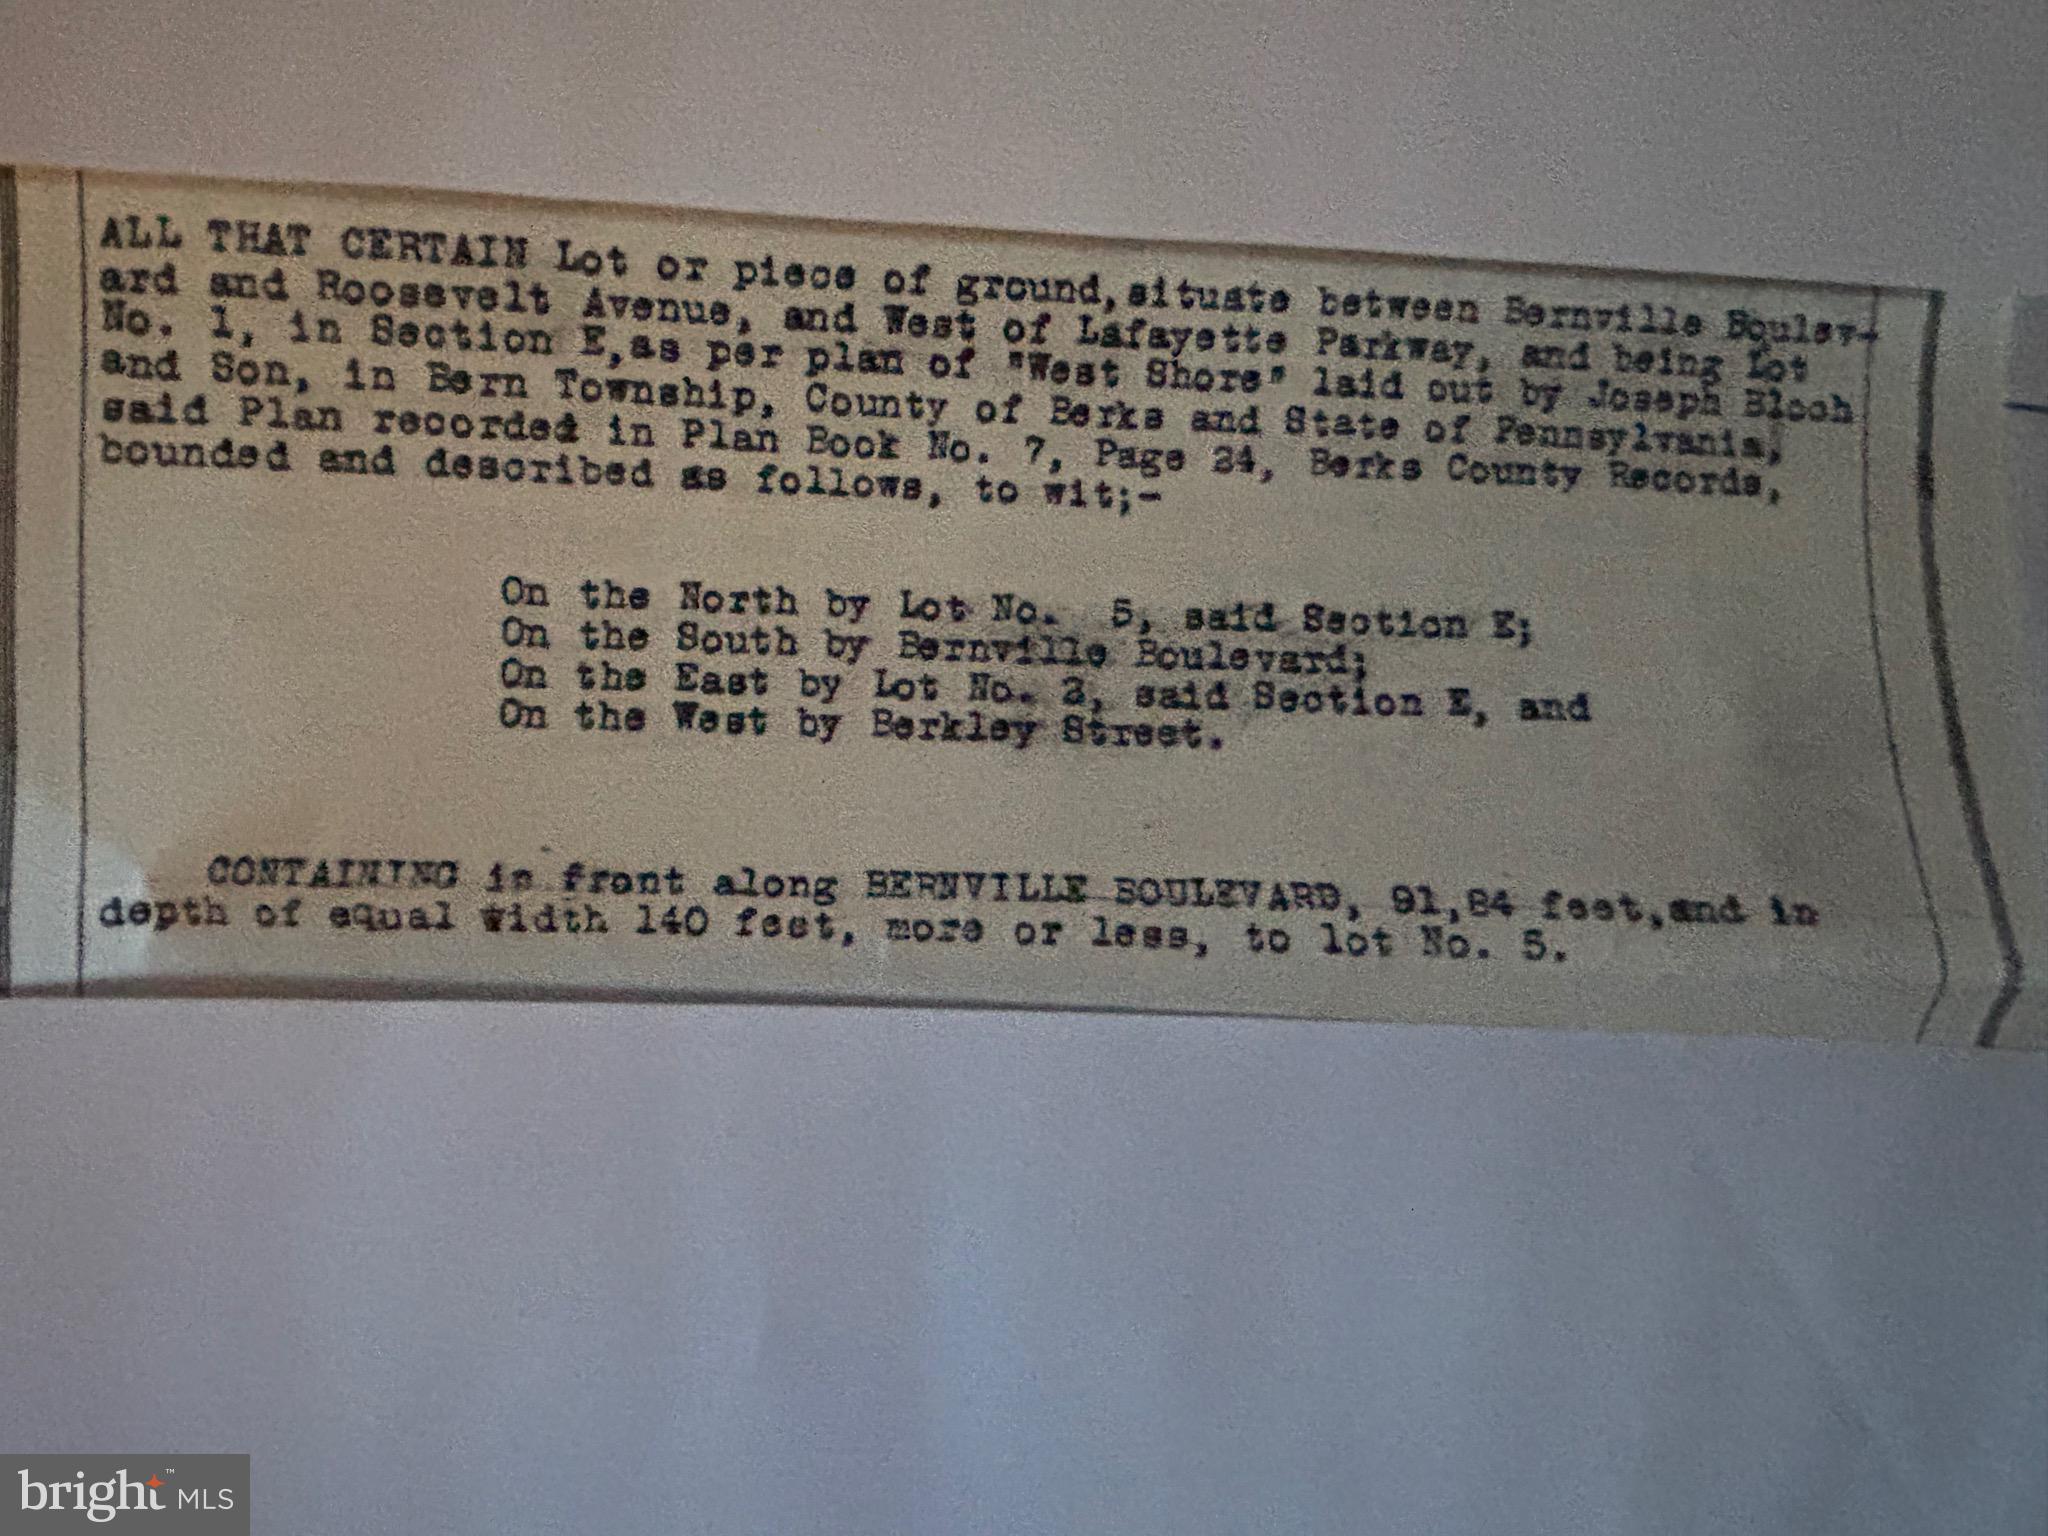 ALL THAT CERTAIN Lot or piece of ground, situate between Bernville Boulev-
ard and Roosevelt Avenue, and West of Lafayette Parkway, and being Lot
No. 1, in Section E, as per plan of "West Shore" laid out by Joseph Bloch
and Son, in Bern Township, County of Berks and State of Pennsylvania,
said Plan recorded in Plan Book No. 7, Page 24, Berks County Records,
bounded and described as follows, to wit;-
On the North by Lot No. 5, said Section E;
On the South by Bernville Boulevard;
On the East by Lot No. 2, said Section E, and
On the West by Berkley Street.
CONTAINING in front along BERNVILLE BOULEVARD, 91,84 feet, and in
depth of equal width 140 feet, more or less, to lot No. 5.
bright™ MLS